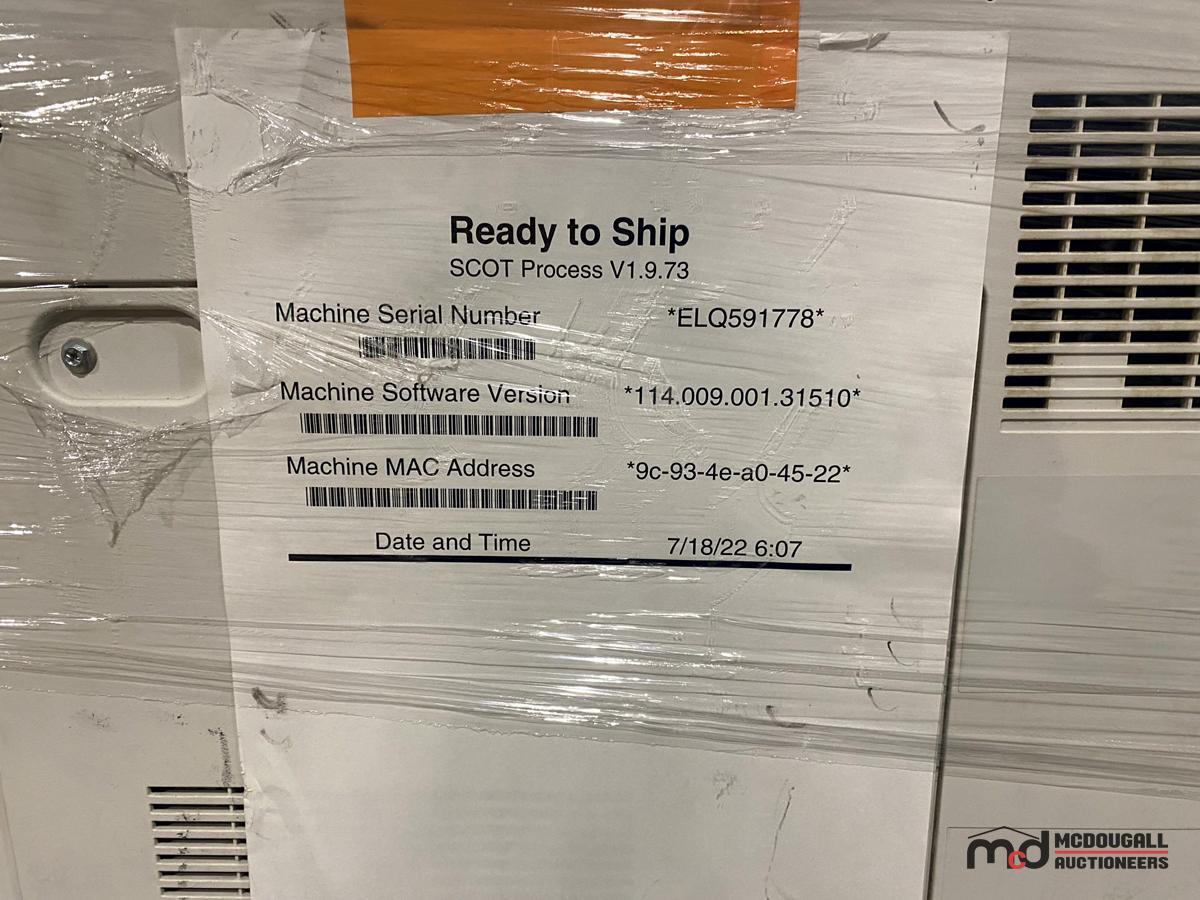 Ready to Ship
SCOT Process V1.9.73
Machine Serial Number *ELQ591778*
Machine Software Version *114.009.001.31510*
Machine MAC Address *9c-93-4e-a0-45-22*
Date and Time 7/18/22 6:07
mcd MCDOUGALL
AUCTIONEERS